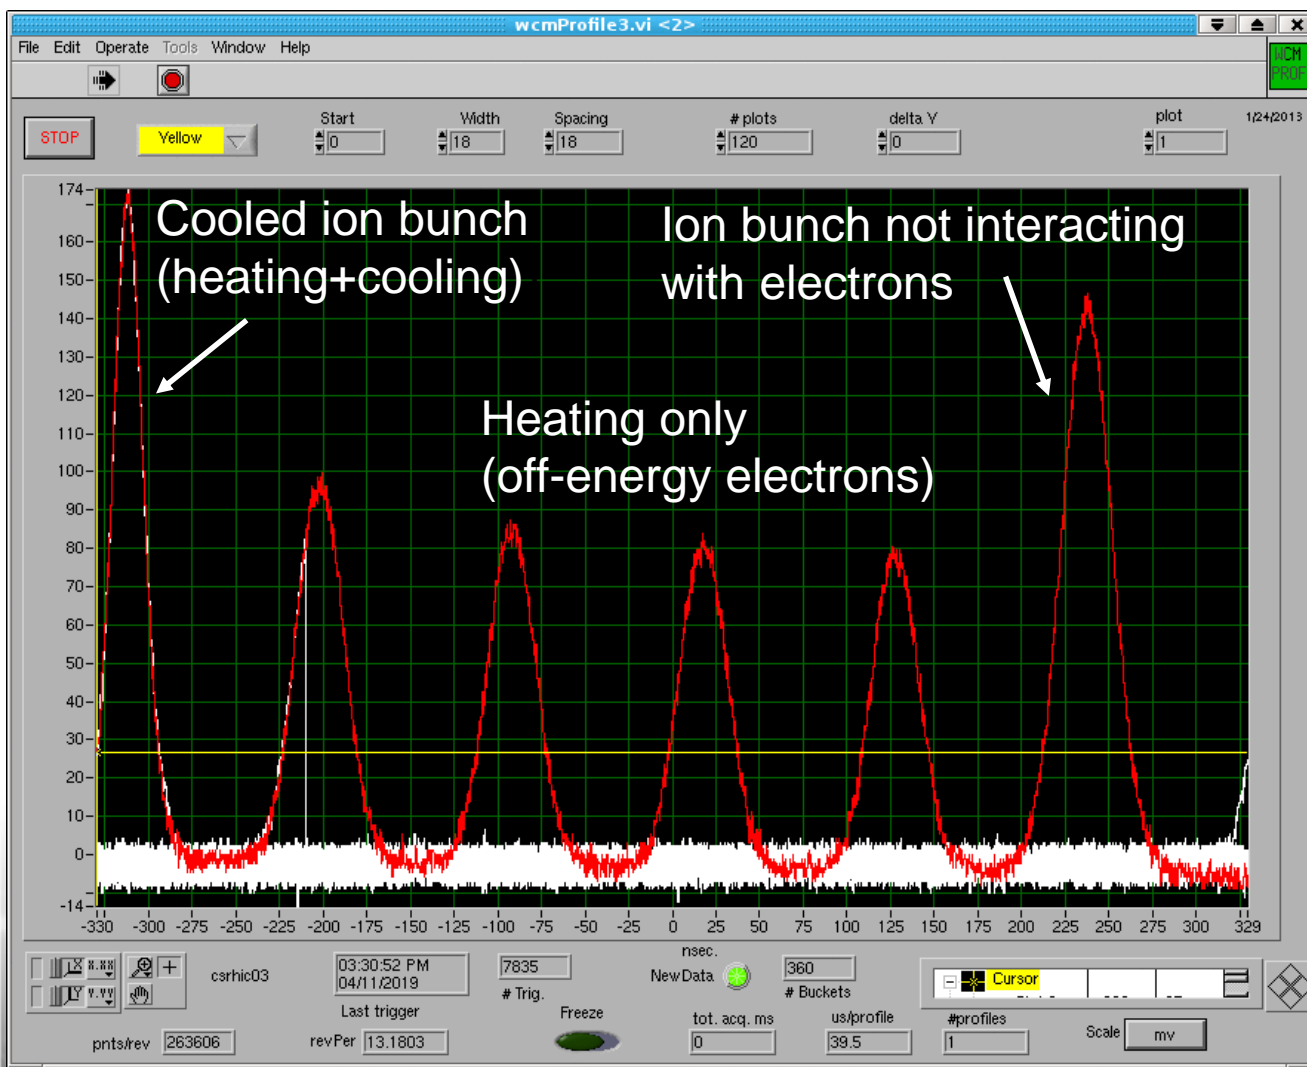 wcmProfile3.vi <2>
File Edit Operate Tools Window Help
WCM
PROF
STOP
Yellow
Start
0
Width
18
Spacing
18
# plots
120
delta Y
0
plot
1
1/24/2013
Cooled ion bunch
(heating+cooling)
Ion bunch not interacting
with electrons
Heating only
(off-energy electrons)
174
160
150
140
130
120
110
100
90
80
70
60
50
40
30
20
10
0
-14
-330 -300 -275 -250 -225 -200 -175 -150 -125 -100 -75 -50 -25 0 25 50 75 100 125 150 175 200 225 250 275 300 329
nsec.
X
Y
csrhic03
03:30:52 PM
04/11/2019
Last trigger
7835
# Trig.
New Data
360
# Buckets
Cursor
pnts/rev 263606
revPer 13.1803
Freeze
tot. acq. ms
0
us/profile
39.5
#profiles
1
Scale
mv